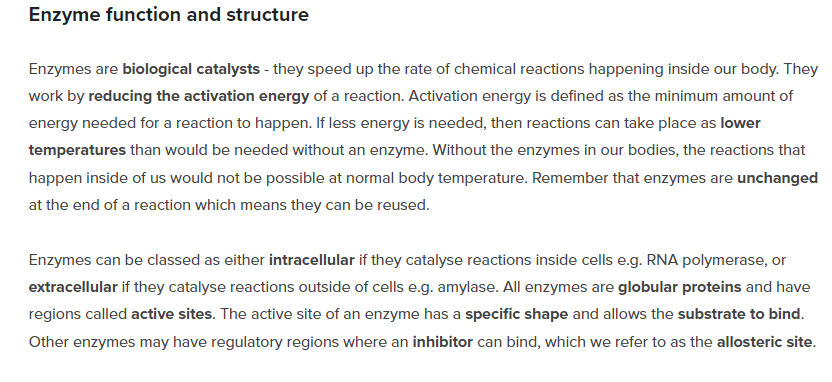 Enzyme function and structure
Enzymes are biological catalysts - they speed up the rate of chemical reactions happening inside our body. They
work by reducing the activation energy of a reaction. Activation energy is defined as the minimum amount of
energy needed for a reaction to happen. If less energy is needed, then reactions can take place as lower
temperatures than would be needed without an enzyme. Without the enzymes in our bodies, the reactions that
happen inside of us would not be possible at normal body temperature. Remember that enzymes are unchanged
at the end of a reaction which means they can be reused.
Enzymes can be classed as either intracellular if they catalyse reactions inside cells e.g. RNA polymerase, or
extracellular if they catalyse reactions outside of cells e.g. amylase. All enzymes are globular proteins and have
regions called active sites. The active site of an enzyme has a specific shape and allows the substrate to bind.
Other enzymes may have regulatory regions where an inhibitor can bind, which we refer to as the allosteric site.